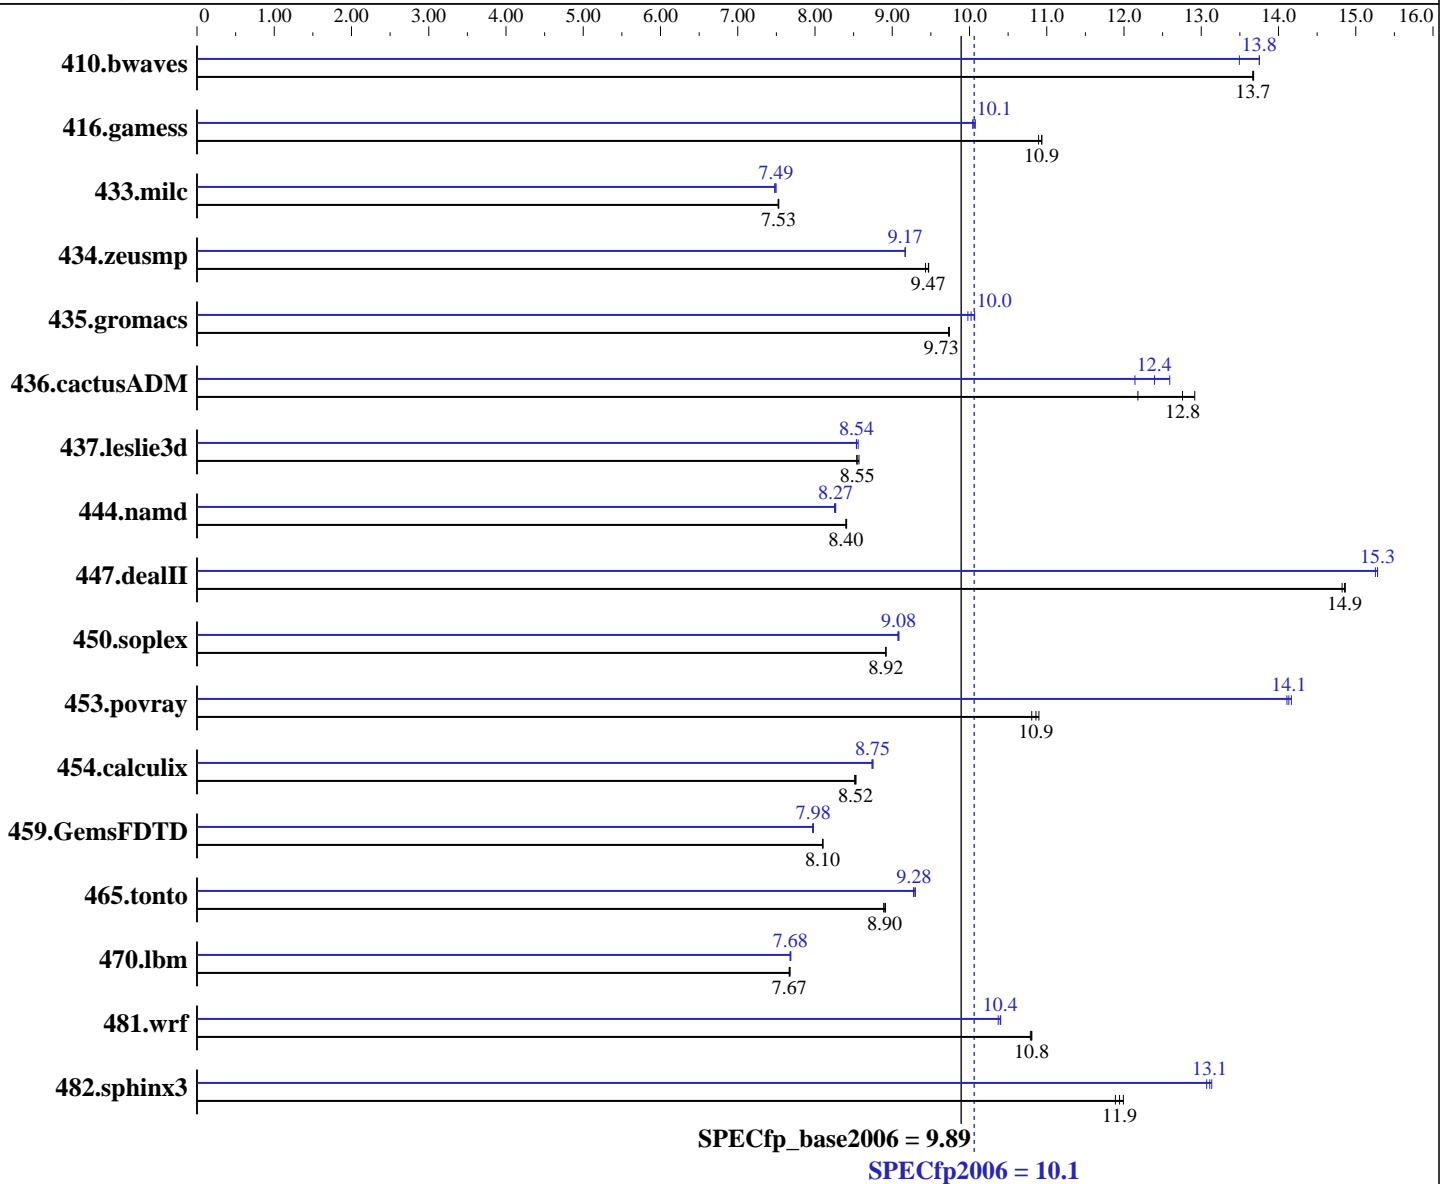 0 1.00 2.00 3.00 4.00 5.00 6.00 7.00 8.00 9.00 10.0 11.0 12.0 13.0 14.0 15.0 16.0
410.bwaves
13.8
13.7
416.gamess
10.1
10.9
433.milc
7.49
7.53
434.zeusmp
9.17
9.47
435.gromacs
10.0
9.73
436.cactusADM
12.4
12.8
437.leslie3d
8.54
8.55
444.namd
8.27
8.40
447.dealII
15.3
14.9
450.soplex
9.08
8.92
453.povray
14.1
10.9
454.calculix
8.75
8.52
459.GemsFDTD
7.98
8.10
465.tonto
9.28
8.90
470.lbm
7.68
7.67
481.wrf
10.4
10.8
482.sphinx3
13.1
11.9
SPECfp_base2006 = 9.89
SPECfp2006 = 10.1